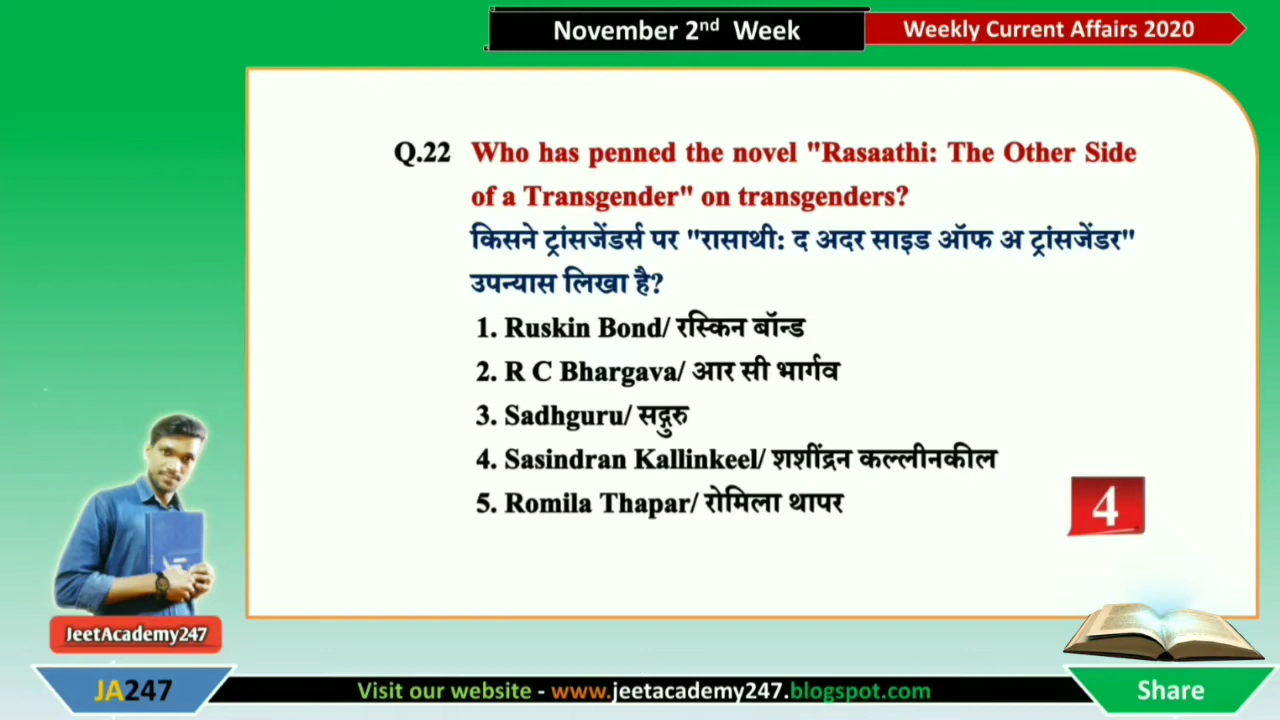 November 2nd Week
Weekly Current Affairs 2020
Q.22 Who has penned the novel "Rasaathi: The Other Side
of a Transgender" on transgenders?
किसने ट्रांसजेंडर्स पर "रासाथी: द अदर साइड ऑफ अ ट्रांसजेंडर"
उपन्यास लिखा है?
1. Ruskin Bond/ रस्किन बॉन्ड
2. R C Bhargava/ आर सी भार्गव
3. Sadhguru/ सद्गुरु
4. Sasindran Kallinkeel/ शशींद्रन कल्लीनकील
5. Romila Thapar/ रोमिला थापर
4
JeetAcademy247
JA247
Visit our website - www.jeetacademy247.blogspot.com
Share